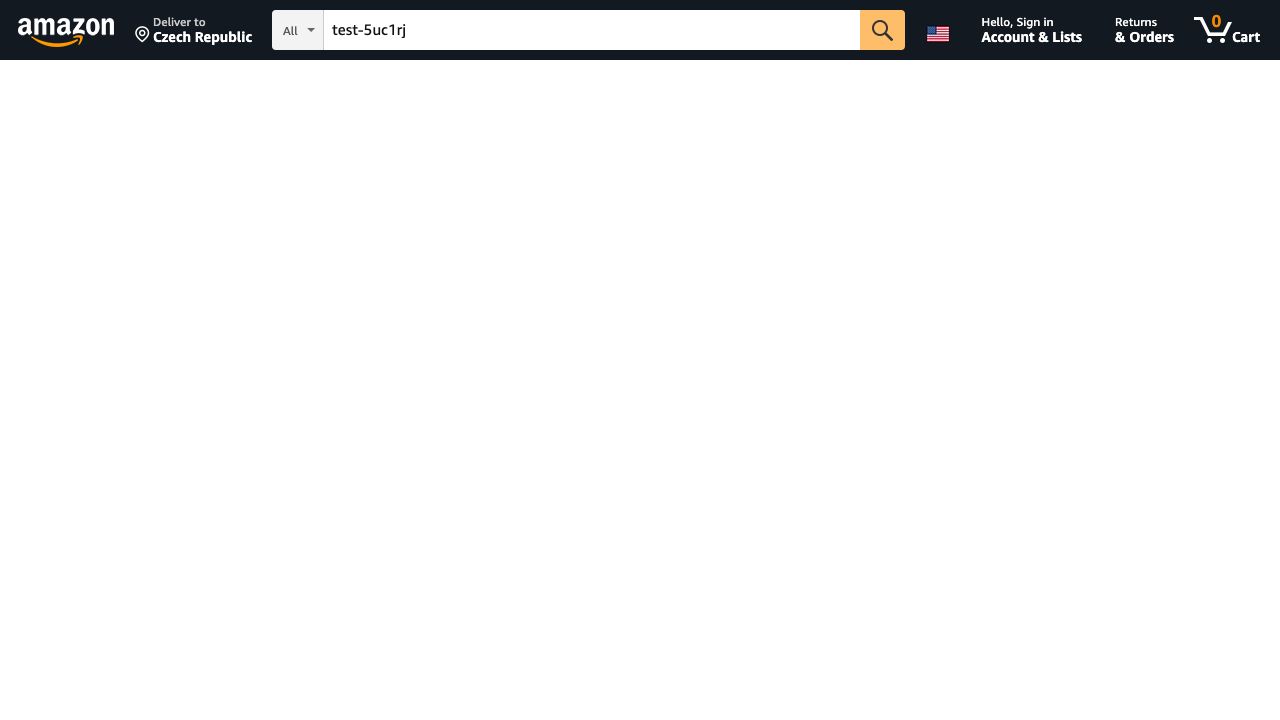 amazon
Deliver to
Czech Republic
All
test-5uc1rj
Hello, Sign in
Account & Lists
Returns
& Orders
0
Cart